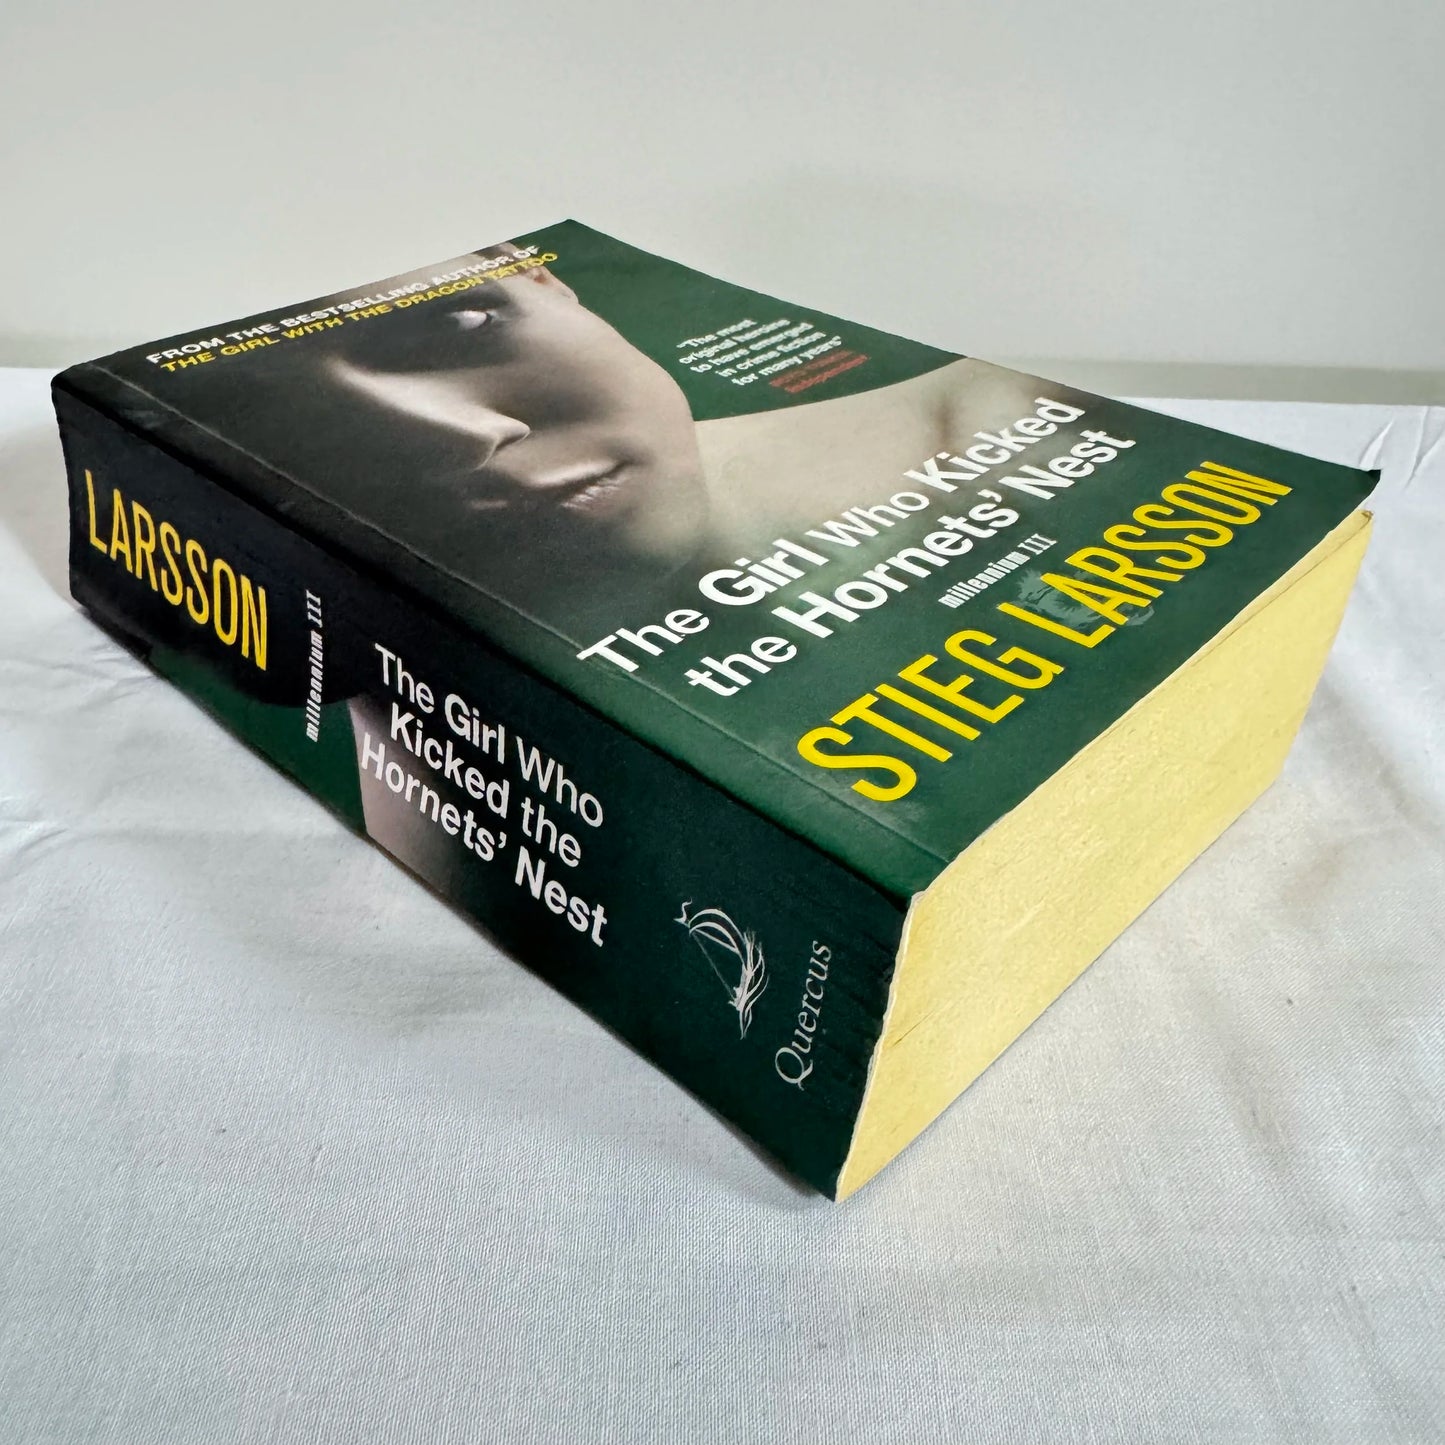 FROM THE BESTSELLING AUTHOR OF
THE GIRL WITH THE DRAGON TATTOO
"The most
original heroine
to have emerged
in crime fiction
for many years"
Independent
The Girl Who Kicked
the Hornets' Nest
millennium III
STIEG LARSSON
LARSSON
millennium III
The Girl Who
Kicked the
Hornets' Nest
Quercus